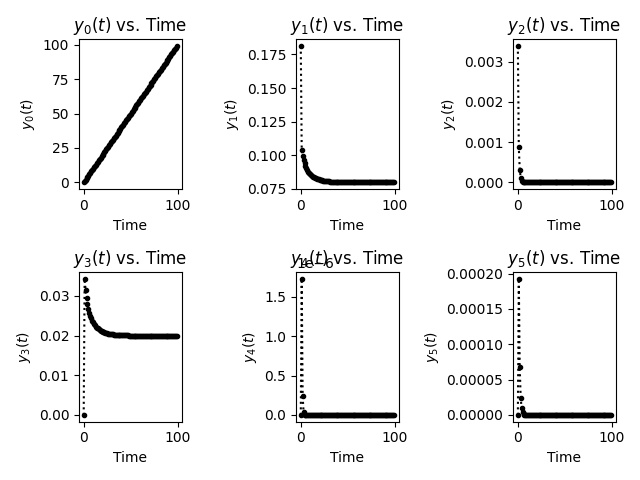 y₀(t) vs. Time
y₁(t) vs. Time
y₂(t) vs. Time
100
75
50
25
0
y₀(t)
0
100
Time
0.175
0.150
0.125
0.100
0.075
y₁(t)
0
100
Time
0.003
0.002
0.001
0.000
y₂(t)
0
100
Time
y₃(t) vs. Time
y₄(t) vs. Time
1e−6
y₅(t) vs. Time
0.03
0.02
0.01
0.00
y₃(t)
0
100
Time
1.5
1.0
0.5
0.0
y₄(t)
0
100
Time
0.00020
0.00015
0.00010
0.00005
0.00000
y₅(t)
0
100
Time